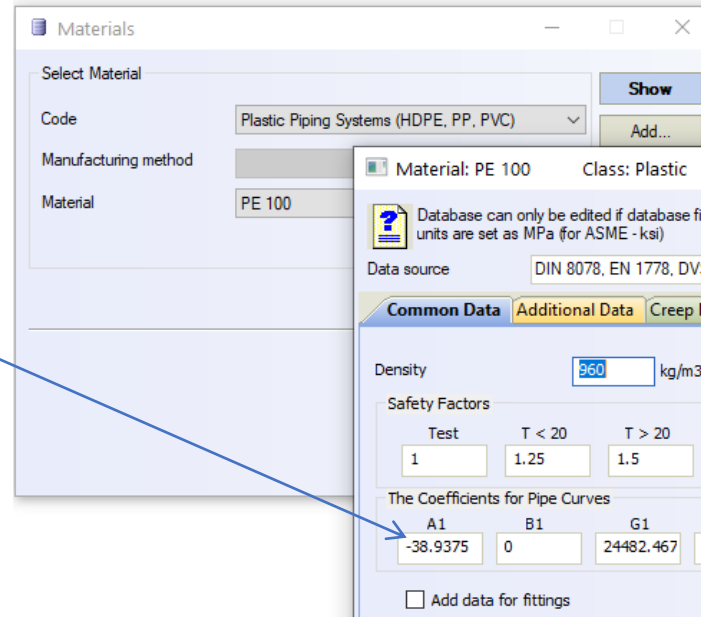 Materials
Select Material
Show
Code
Plastic Piping Systems (HDPE, PP, PVC)
Add...
Manufacturing method
Material
PE 100
Material: PE 100 Class: Plastic
Database can only be edited if database fi
units are set as MPa (for ASME - ksi)
Data source
DIN 8078, EN 1778, DVS
Common Data
Additional Data
Creep
Density
960
kg/m3
Safety Factors
Test
T < 20
T > 20
1
1.25
1.5
The Coefficients for Pipe Curves
A1
B1
G1
-38.9375
0
24482.467
Add data for fittings